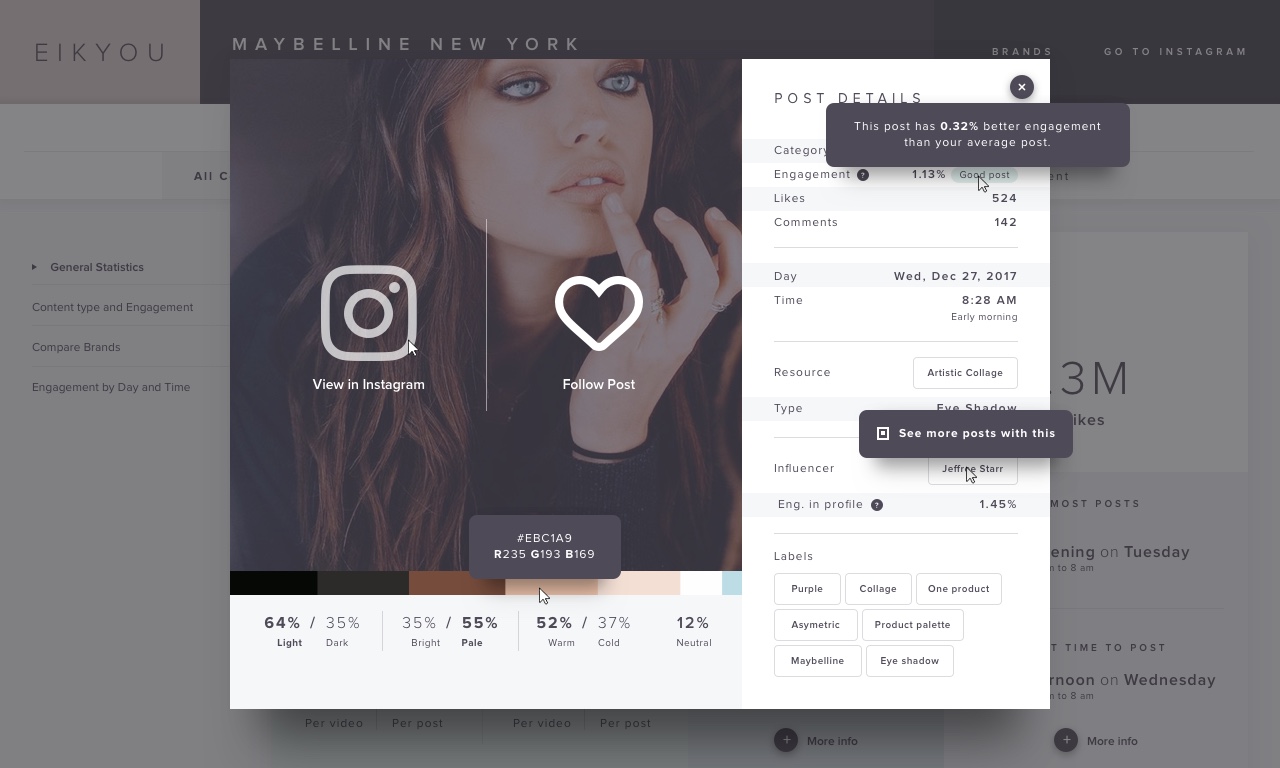 EIKYOU
MAYBELLINE NEW YORK
BRANDS
GO TO INSTAGRAM
All C
ent
General Statistics
Content type and Engagement
Compare Brands
Engagement by Day and Time
View in Instagram
Follow Post
#EBC1A9
R235 G193 B169
64% / 35%
Light Dark
35% / 55%
Bright Pale
52% / 37%
Warm Cold
12%
Neutral
POST DETAILS
This post has 0.32% better engagement
than your average post.
Category
Engagement ? 1.13% Good post
Likes 524
Comments 142
Day Wed, Dec 27, 2017
Time 8:28 AM
Early morning
Resource Artistic Collage
Type Eye Shadow
See more posts with this
Influencer Jeffree Starr
Eng. in profile ? 1.45%
Labels
Purple Collage One product
Asymetric Product palette
Maybelline Eye shadow
.3M
ikes
MOST POSTS
ening on Tuesday
m to 8 am
T TIME TO POST
rnoon on Wednesday
m to 8 am
Per video Per post Per video Per post
+ More info
+ More info